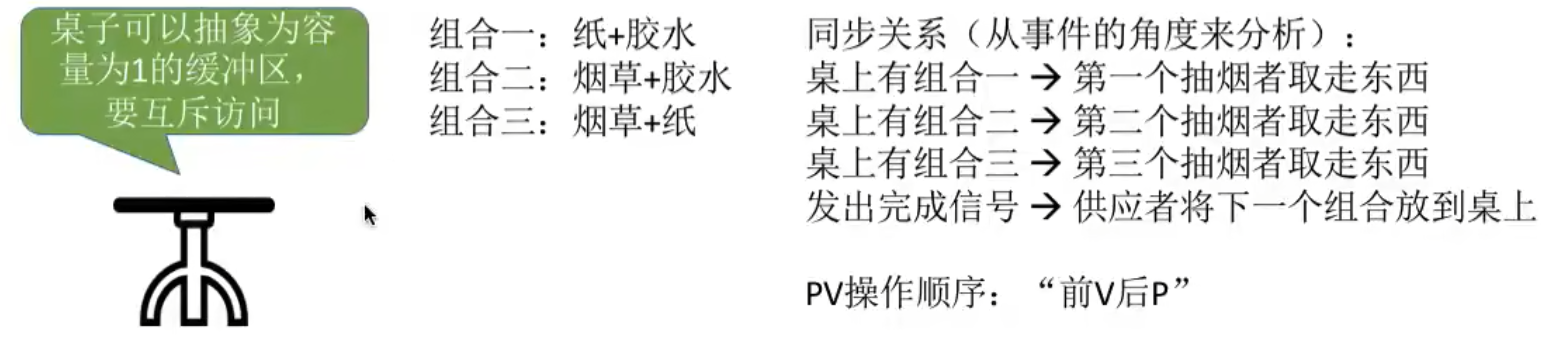 桌子可以抽象为容
量为1的缓冲区，
要互斥访问
组合一：纸+胶水
组合二：烟草+胶水
组合三：烟草+纸
同步关系（从事件的角度来分析）：
桌上有组合一 → 第一个抽烟者取走东西
桌上有组合二 → 第二个抽烟者取走东西
桌上有组合三 → 第三个抽烟者取走东西
发出完成信号 → 供应者将下一个组合放到桌上
PV操作顺序：“前V后P”